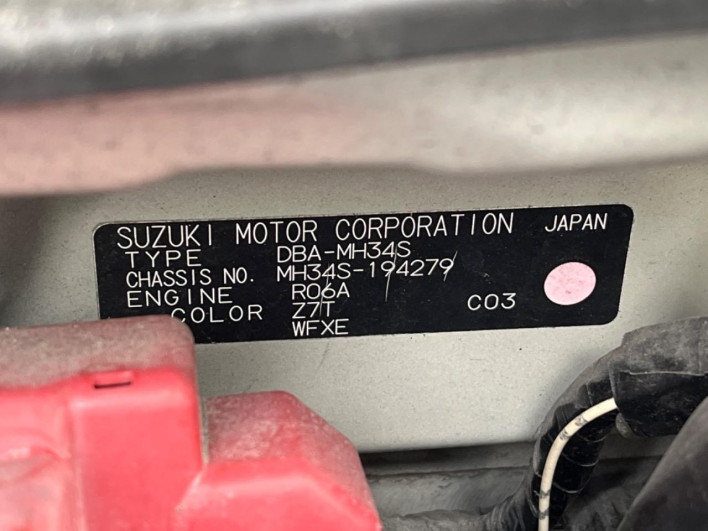 SUZUKI MOTOR CORPORATION JAPAN
TYPE DBA-MH34S
CHASSIS NO. MH34S-194279
ENGINE R06A
COLOR Z7T C03
WFXE